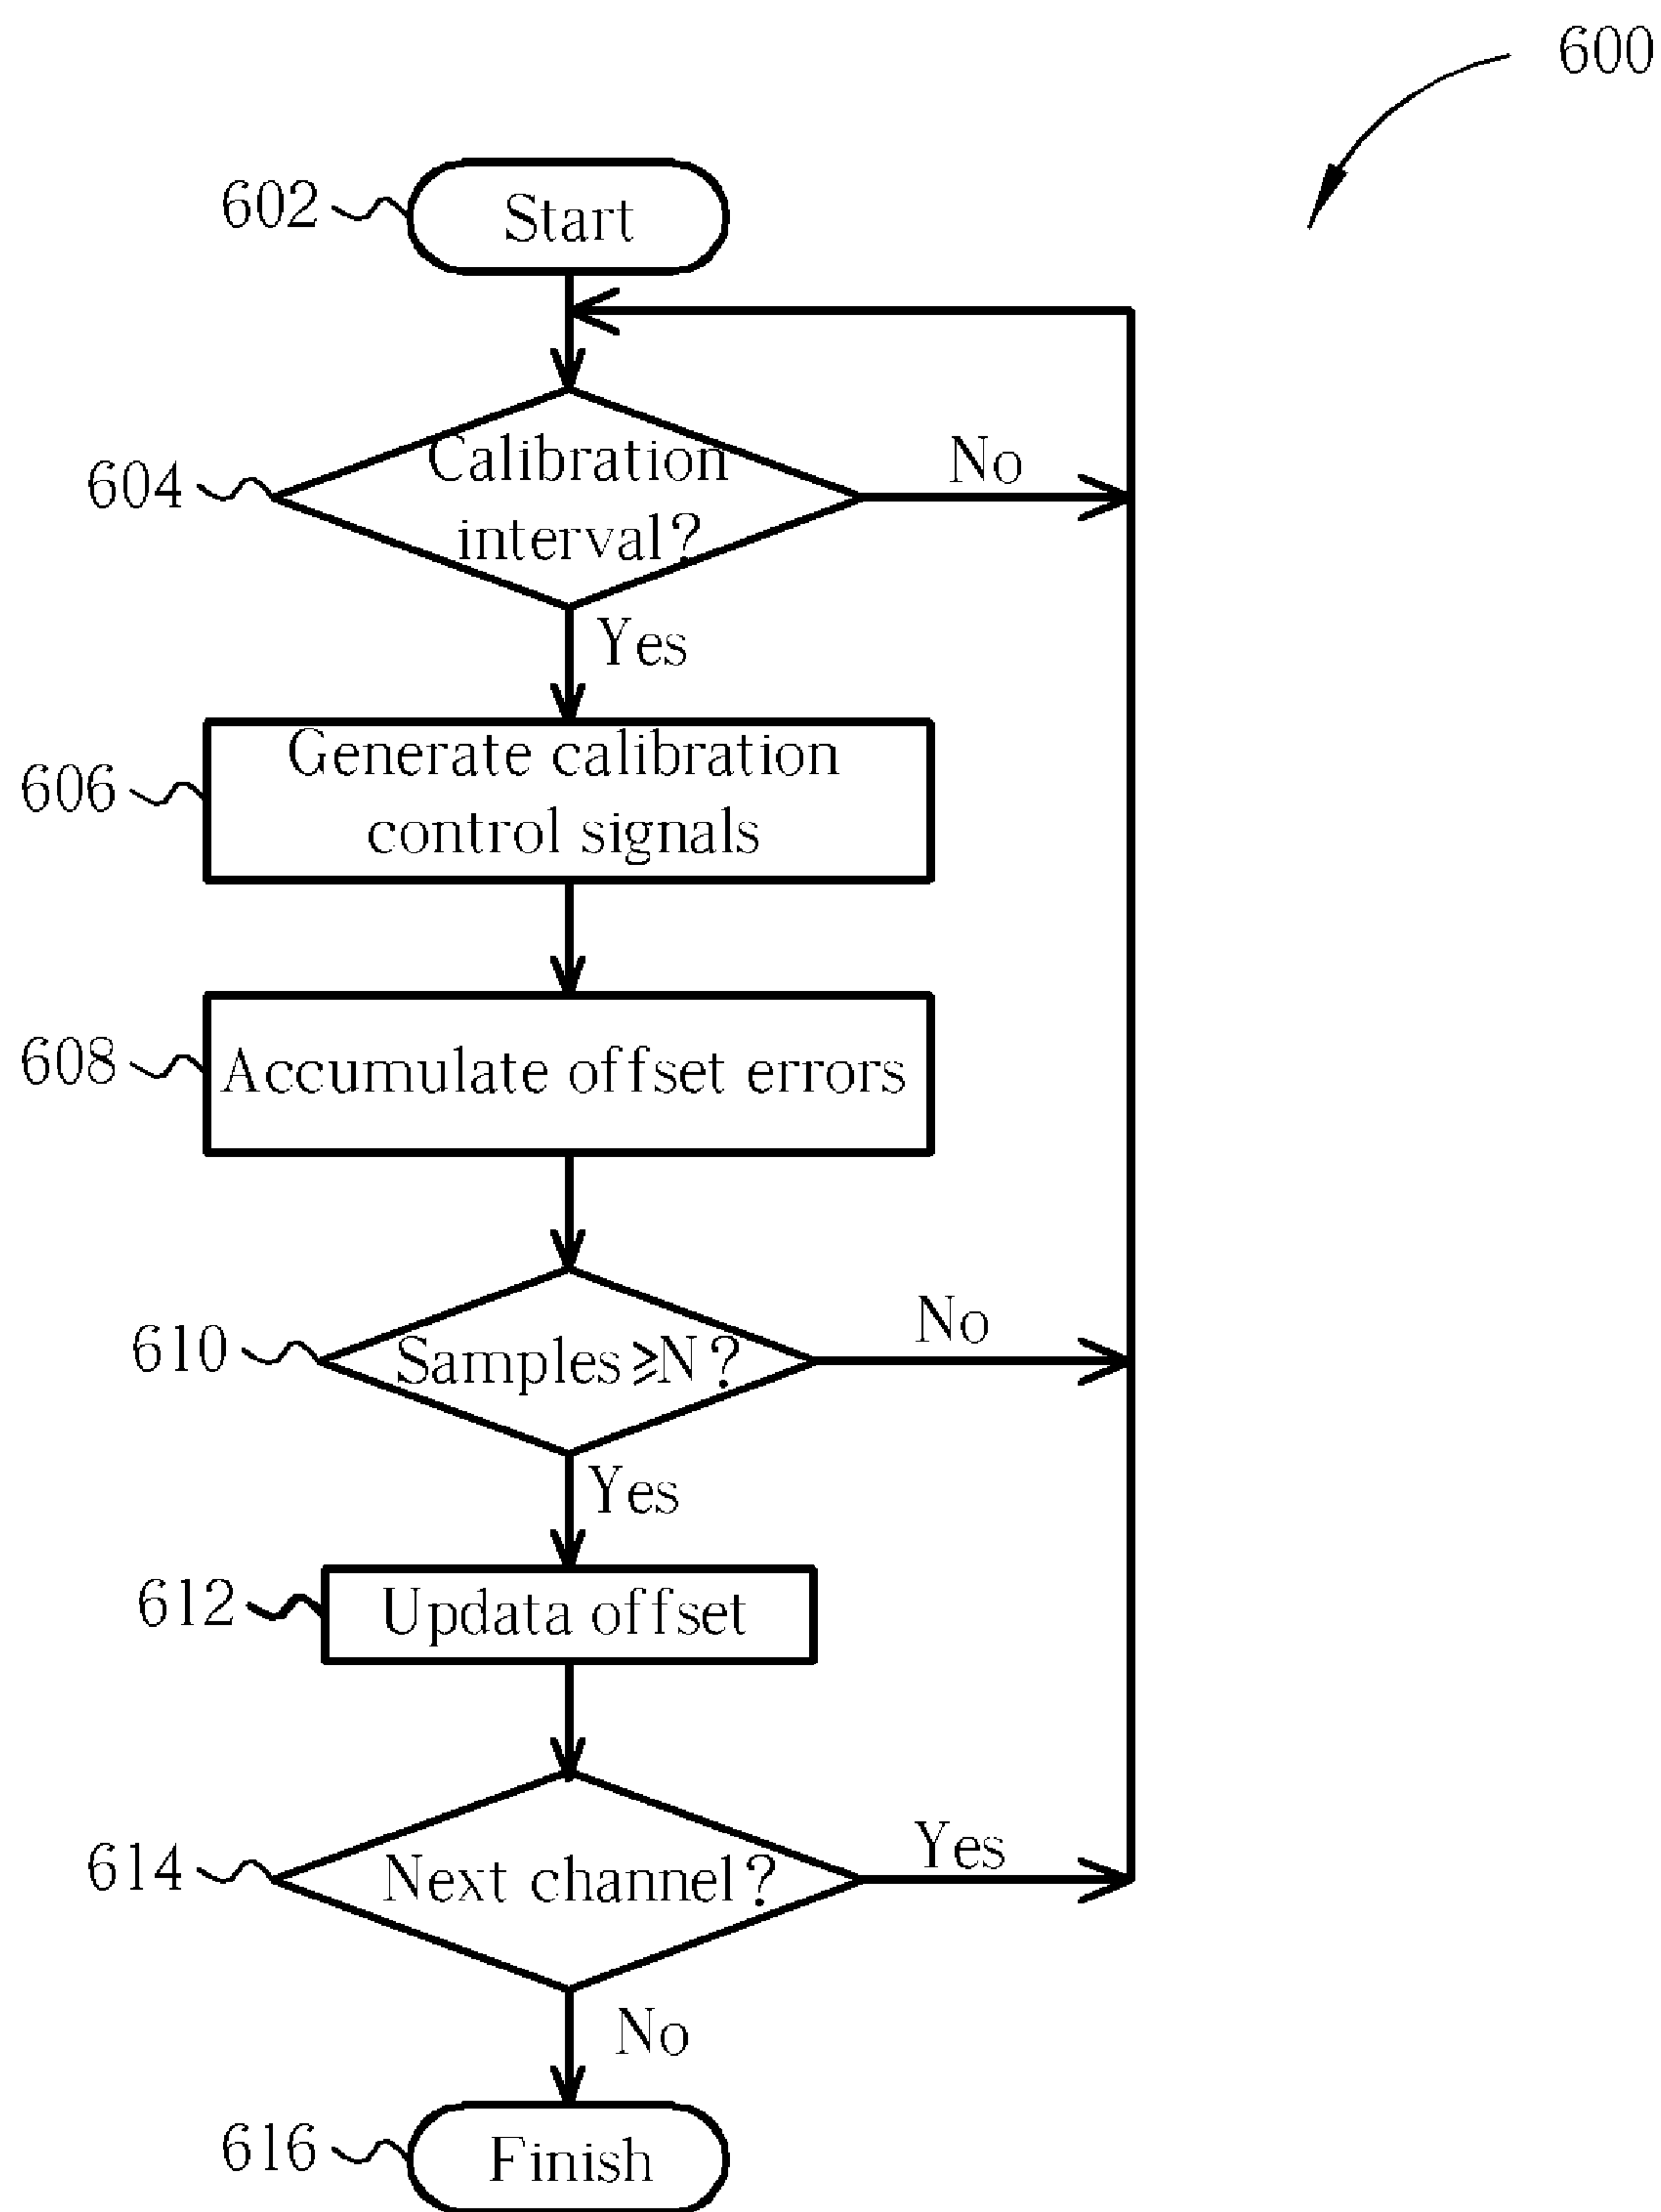 600
602
Start
604
Calibration
interval?
No
Yes
606
Generate calibration
control signals
608
Accumulate offset errors
610
Samples≥N?
No
Yes
612
Updata offset
614
Next channel?
Yes
No
616
Finish